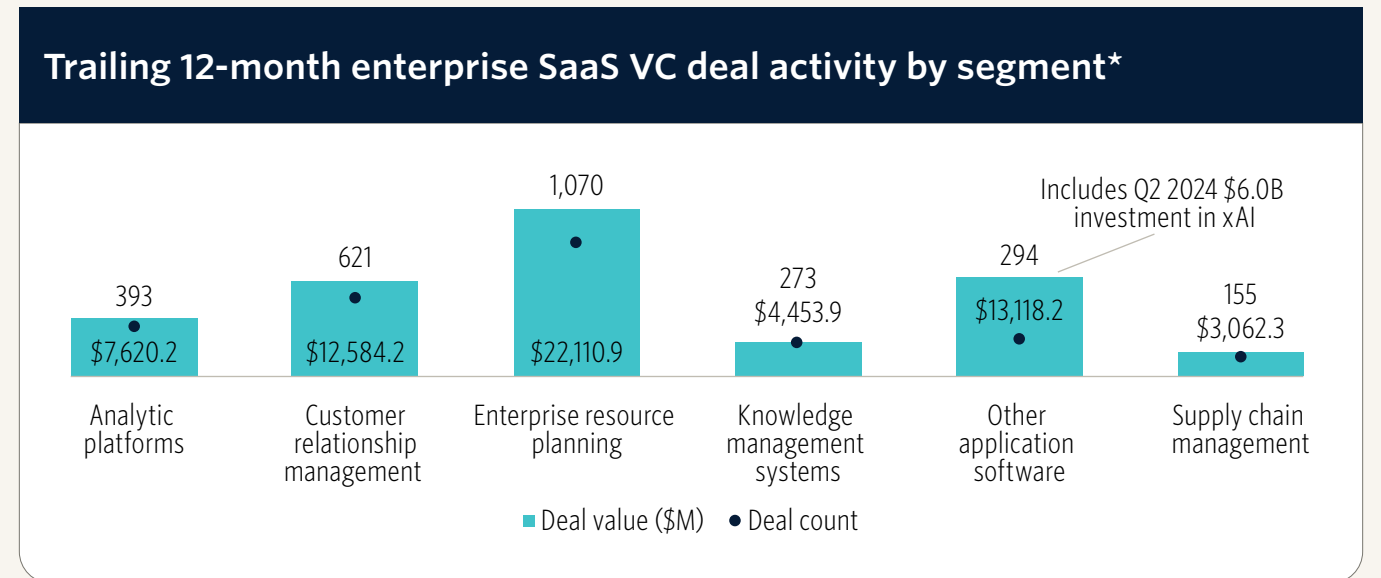 Trailing 12-month enterprise SaaS VC deal activity by segment*
393
$7,620.2
621
$12,584.2
1,070
$22,110.9
273
$4,453.9
294
$13,118.2
Includes Q2 2024 $6.0B
investment in xAI
155
$3,062.3
Analytic
platforms
Customer
relationship
management
Enterprise resource
planning
Knowledge
management
systems
Other
application
software
Supply chain
management
Deal value ($M)
Deal count